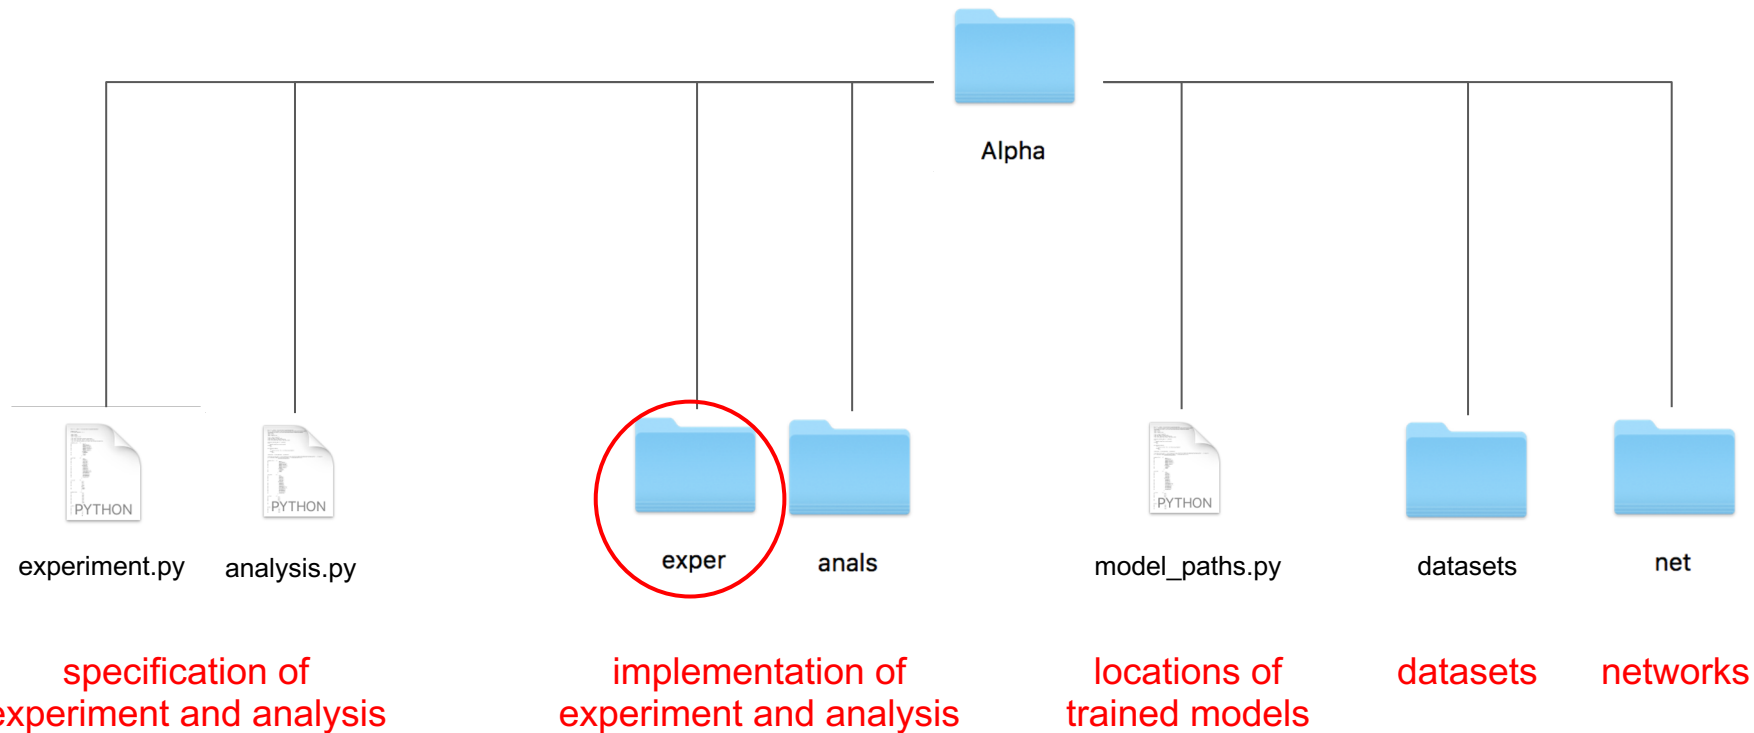 Alpha
PYTHON
PYTHON
PYTHON
experiment.py
analysis.py
exper
anals
model_paths.py
datasets
net
specification of
experiment and analysis
implementation of
experiment and analysis
locations of
trained models
datasets
networks